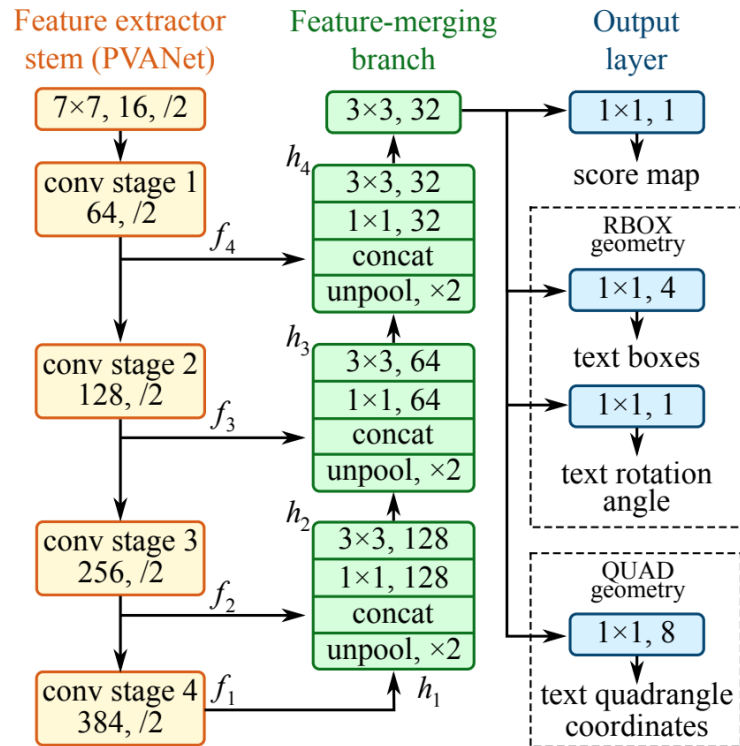 Feature extractor
stem (PVANet)
7×7, 16, /2
conv stage 1
64, /2
f4
conv stage 2
128, /2
f3
conv stage 3
256, /2
f2
conv stage 4
384, /2
f1
Feature-merging
branch
3×3, 32
h4
3×3, 32
1×1, 32
concat
unpool, ×2
h3
3×3, 64
1×1, 64
concat
unpool, ×2
h2
3×3, 128
1×1, 128
concat
unpool, ×2
h1
Output
layer
1×1, 1
score map
RBOX
geometry
1×1, 4
text boxes
1×1, 1
text rotation
angle
QUAD
geometry
1×1, 8
text quadrangle
coordinates